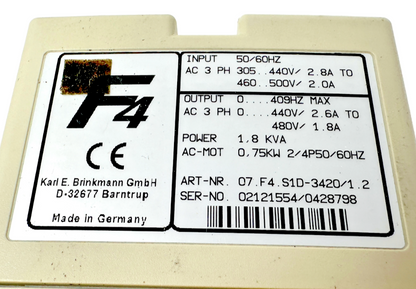 F4
CE
Karl E. Brinkmann GmbH
D-32677 Barntrup
Made in Germany
INPUT 50/60HZ
AC 3 PH 305..440V/ 2.8A TO
460..500V/ 2.0A
OUTPUT 0....409HZ MAX
AC 3 PH 0....440V/ 2.6A TO
480V/ 1.8A
POWER 1,8 KVA
AC-MOT 0,75KW 2/4P50/60HZ
ART-NR. 07.F4.S1D-3420/1.2
SER-NO. 02121554/0428798